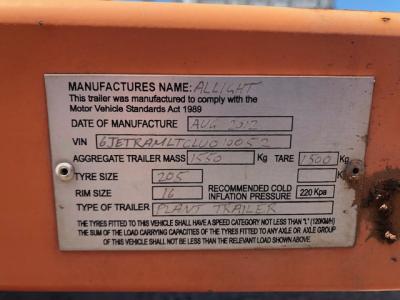 MANUFACTURES NAME: ALLIGHT
This trailer was manufactured to comply with the
Motor Vehicle Standards Act 1989
DATE OF MANUFACTURE AUG 2012
VIN 6JETRAMLTCLU010052
AGGREGATE TRAILER MASS 1550 Kg TARE 1500 Kg
TYRE SIZE 205
RIM SIZE 16 RECOMMENDED COLD INFLATION PRESSURE 220 Kpa
TYPE OF TRAILER PLANT TRAILER
THE TYRES FITTED TO THIS VEHICLE SHALL HAVE A SPEED CATEGORY NOT LESS THAN "L" (120KM/H)
THE SUM OF THE LOAD CARRYING CAPACITIES OF THE TYRES FITTED TO ANY AXLE OR AXLE GROUP
OF THIS VEHICLE SHALL NOT BE LESS THAN THE RELEVANT LOAD SHOWN ABOVE.